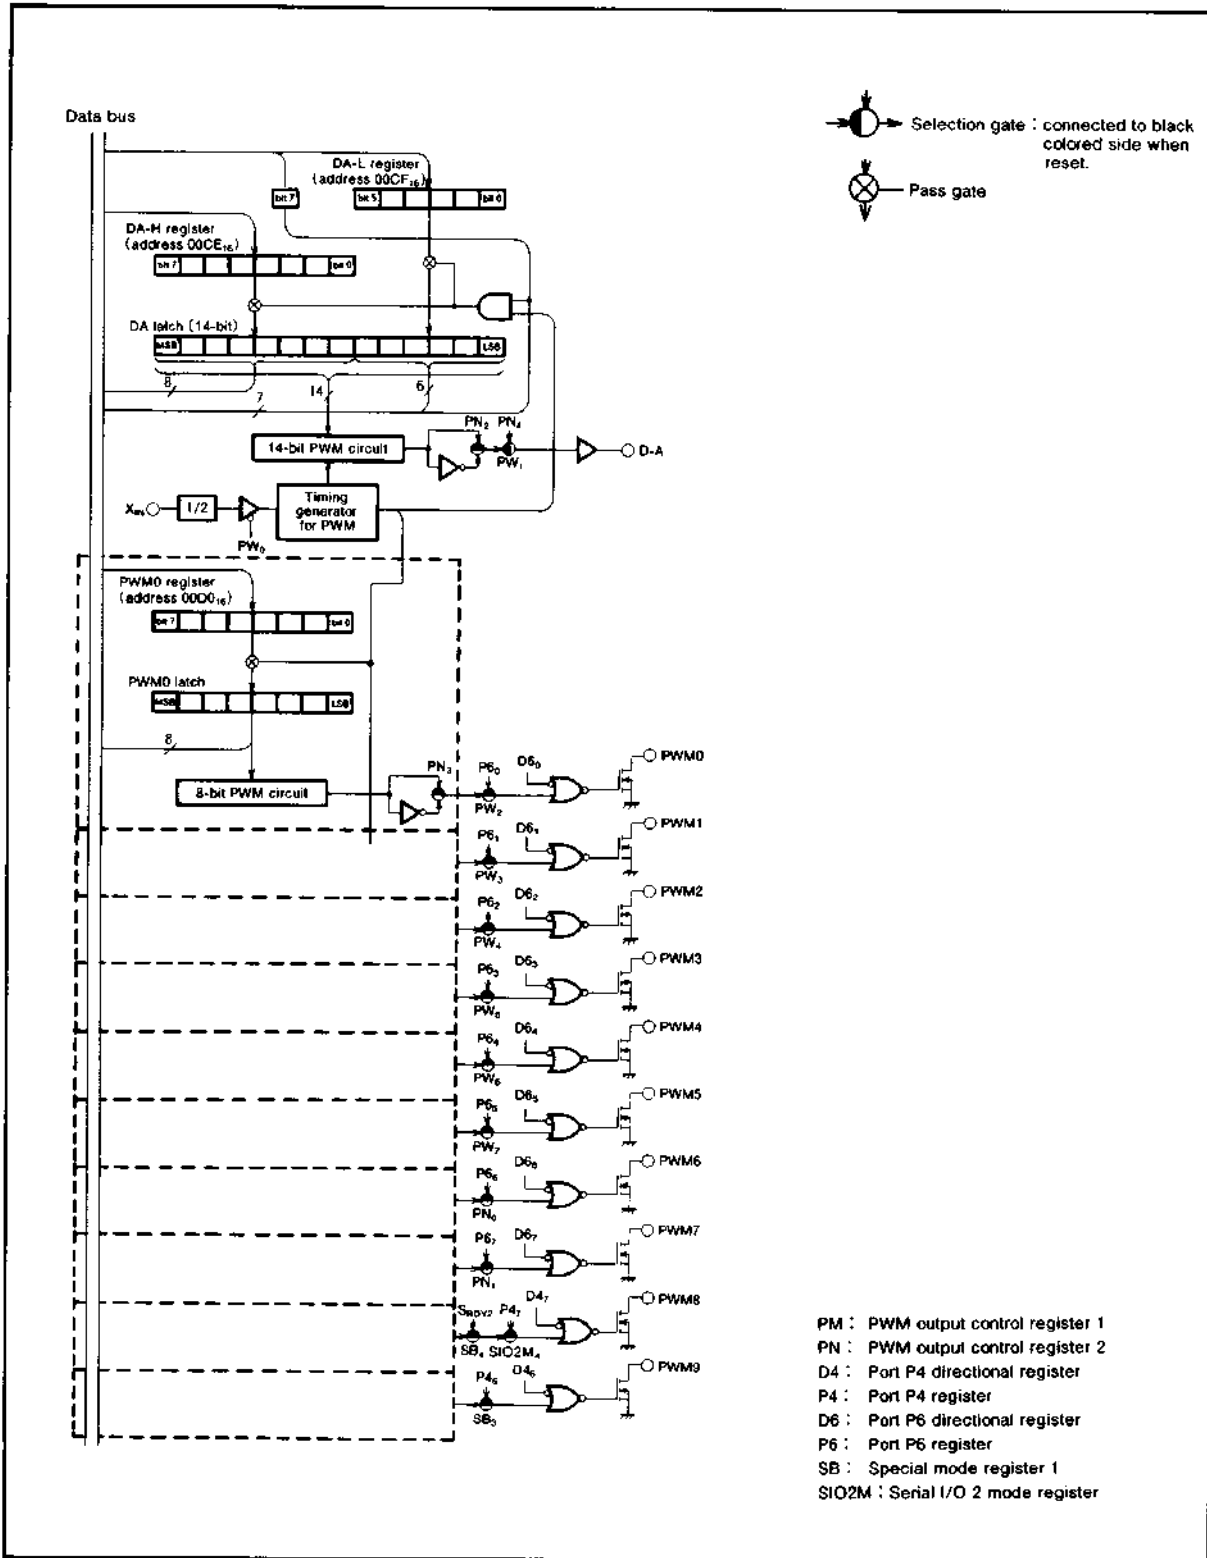 Data bus
Selection gate : connected to black
colored side when
reset.
Pass gate
DA-L register
(address 00CF₁₆)
bit 7
bit 5
bit 0
DA-H register
(address 00CE₁₆)
bit 7
bit 0
DA latch (14-bit)
MSB
LSB
8
7
14
6
PN₂
PN₄
14-bit PWM circuit
PW₁
D-A
1/2
Timing
generator
for PWM
PW₀
PWM0 register
(address 00D0₁₆)
bit 7
bit 0
PWM0 latch
MSB
LSB
8
PN₃
8-bit PWM circuit
P6₀
PW₂
D6₀
PWM0
P6₁
PW₃
D6₁
PWM1
P6₂
PW₄
D6₂
PWM2
P6₃
PW₅
D6₃
PWM3
P6₄
PW₆
D6₄
PWM4
P6₅
PW₇
D6₅
PWM5
P6₆
PN₀
D6₆
PWM6
P6₇
PN₁
D6₇
PWM7
S_RDY2
P4₇
SB₄
SIO2M₄
D4₇
PWM8
SB₃
D4₆
PWM9
PM : PWM output control register 1
PN : PWM output control register 2
D4 : Port P4 directional register
P4 : Port P4 register
D6 : Port P6 directional register
P6 : Port P6 register
SB : Special mode register 1
SIO2M : Serial I/O 2 mode register